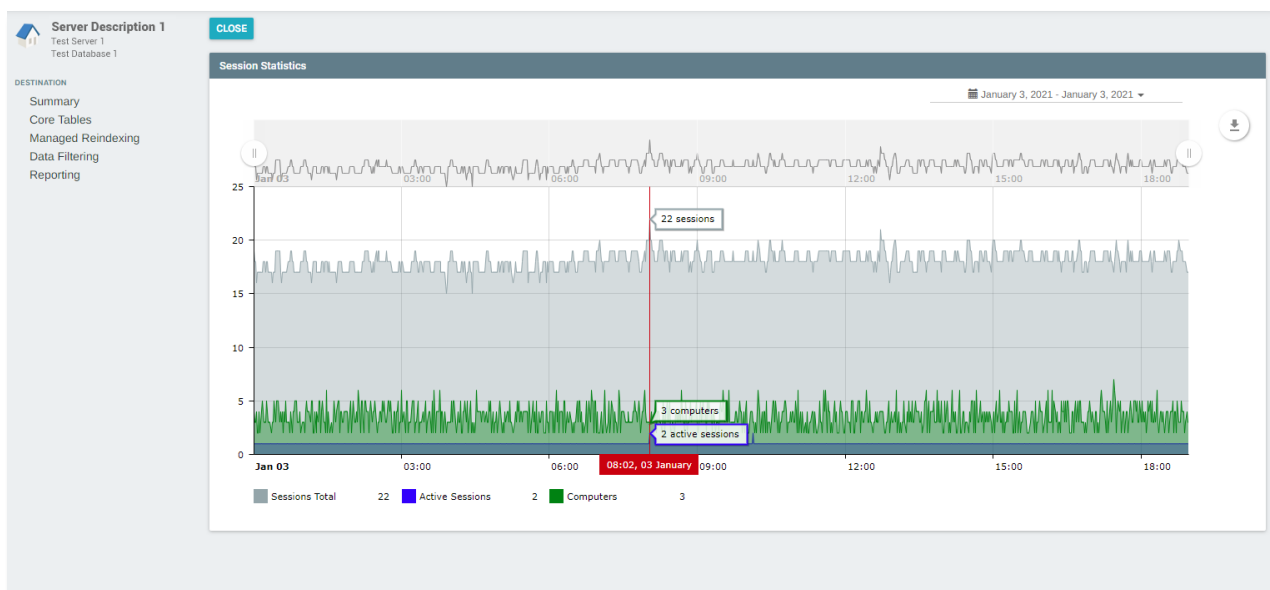 Server Description 1
Test Server 1
Test Database 1
CLOSE
DESTINATION
Summary
Core Tables
Managed Reindexing
Data Filtering
Reporting
Session Statistics
January 3, 2021 - January 3, 2021
Jan 03 03:00 06:00 09:00 12:00 15:00 18:00
25
22 sessions
20
15
10
5
3 computers
2 active sessions
0
Jan 03 03:00 06:00 08:02, 03 January 09:00 12:00 15:00 18:00
Sessions Total 22 Active Sessions 2 Computers 3